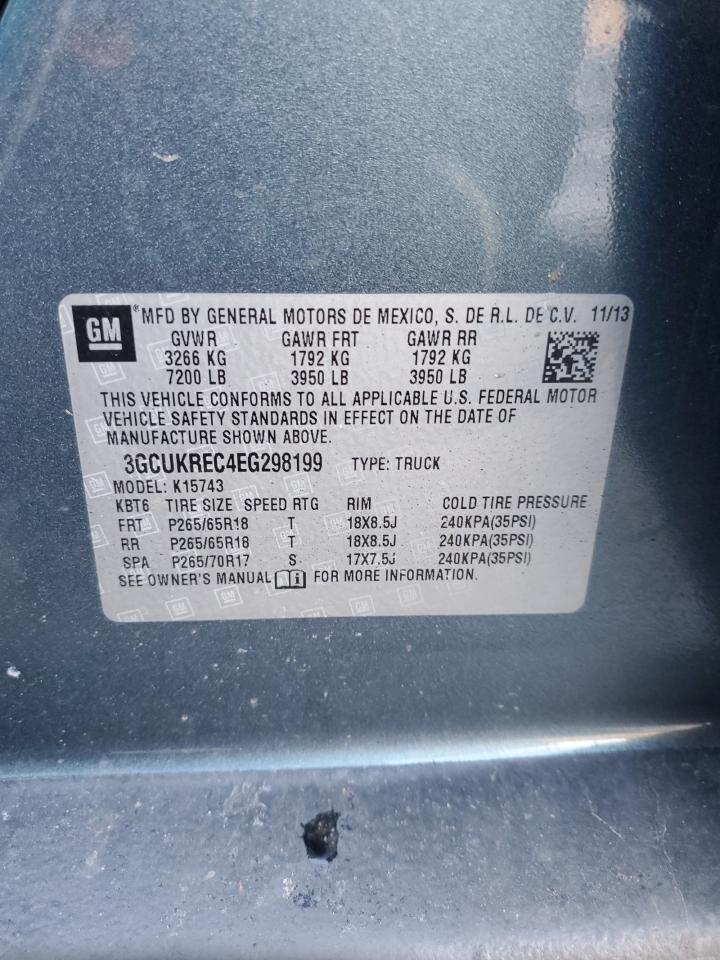 GM ® MFD BY GENERAL MOTORS DE MEXICO, S. DE R.L. DE C.V. 11/13
GVWR GAWR FRT GAWR RR
3266 KG 1792 KG 1792 KG
7200 LB 3950 LB 3950 LB
THIS VEHICLE CONFORMS TO ALL APPLICABLE U.S. FEDERAL MOTOR
VEHICLE SAFETY STANDARDS IN EFFECT ON THE DATE OF
MANUFACTURE SHOWN ABOVE.
3GCUKREC4EG298199 TYPE: TRUCK
MODEL: K15743
KBT6 TIRE SIZE SPEED RTG RIM COLD TIRE PRESSURE
FRT P265/65R18 T 18X8.5J 240KPA(35PSI)
RR P265/65R18 T 18X8.5J 240KPA(35PSI)
SPA P265/70R17 S 17X7.5J 240KPA(35PSI)
SEE OWNER'S MANUAL i FOR MORE INFORMATION.